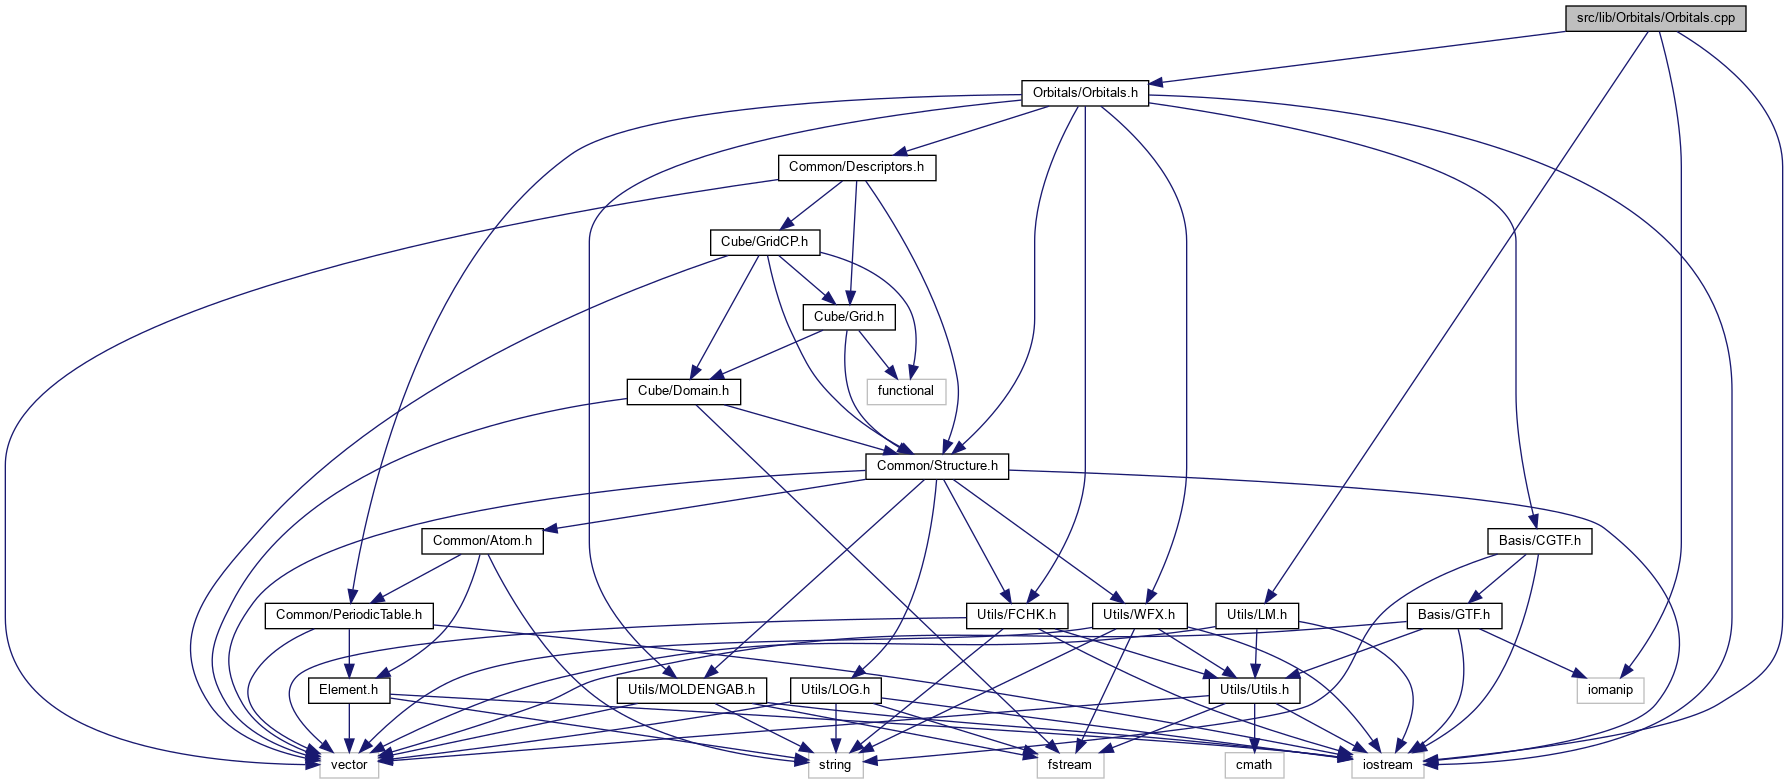 src/lib/Orbitals/Orbitals.cpp
Orbitals/Orbitals.h
Common/Descriptors.h
Cube/GridCP.h
Cube/Grid.h
Cube/Domain.h
functional
Common/Structure.h
Common/Atom.h
Basis/CGTF.h
Common/PeriodicTable.h
Utils/FCHK.h
Utils/WFX.h
Utils/LM.h
Basis/GTF.h
Element.h
Utils/MOLDENGAB.h
Utils/LOG.h
Utils/Utils.h
iomanip
vector
string
fstream
cmath
iostream